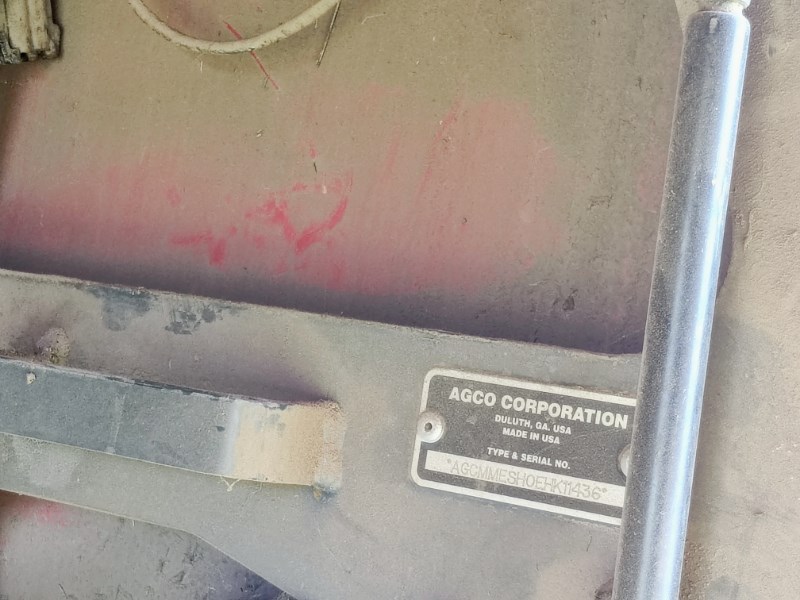 AGCO CORPORATION
DULUTH, GA. USA
MADE IN USA
TYPE & SERIAL NO.
*AGCMMESHOEHK11436*